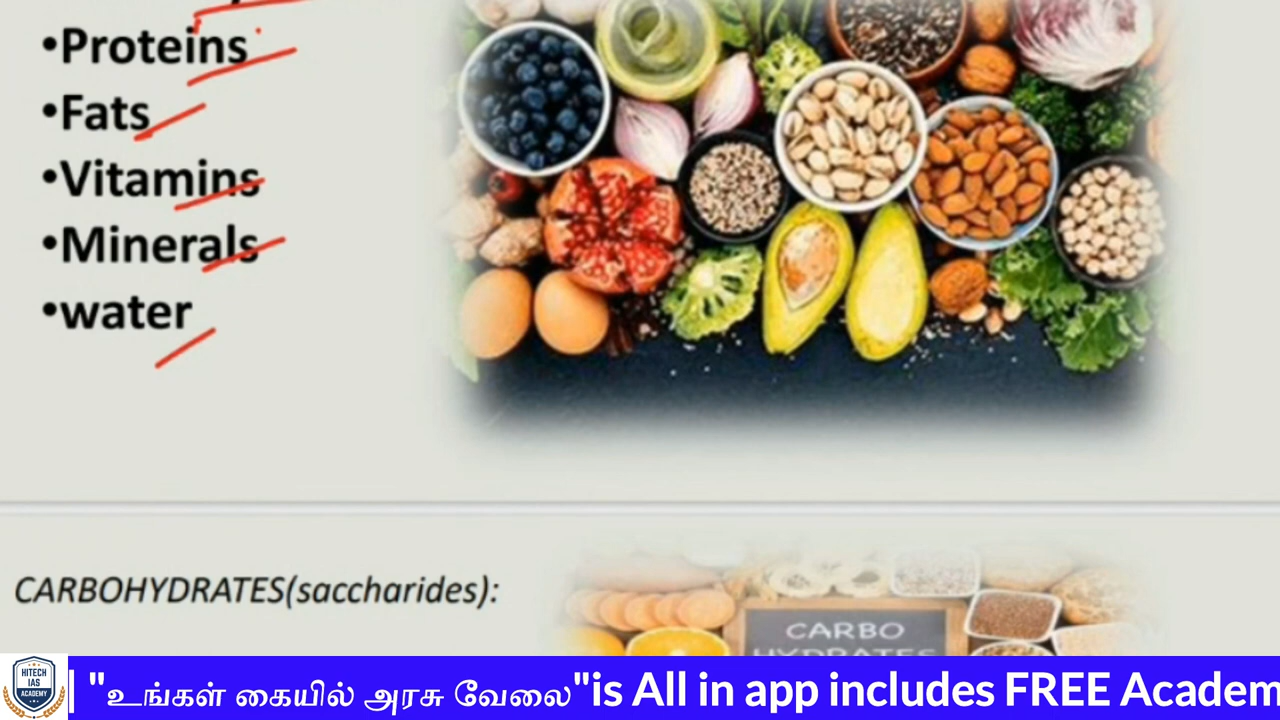 •Proteins
•Fats
•Vitamins
•Minerals
•water
CARBOHYDRATES(saccharides):
CARBO
HYDRATES
HITECH
IAS
ACADEMY
"உங்கள் கையில் அரசு வேலை"is All in app includes FREE Academ